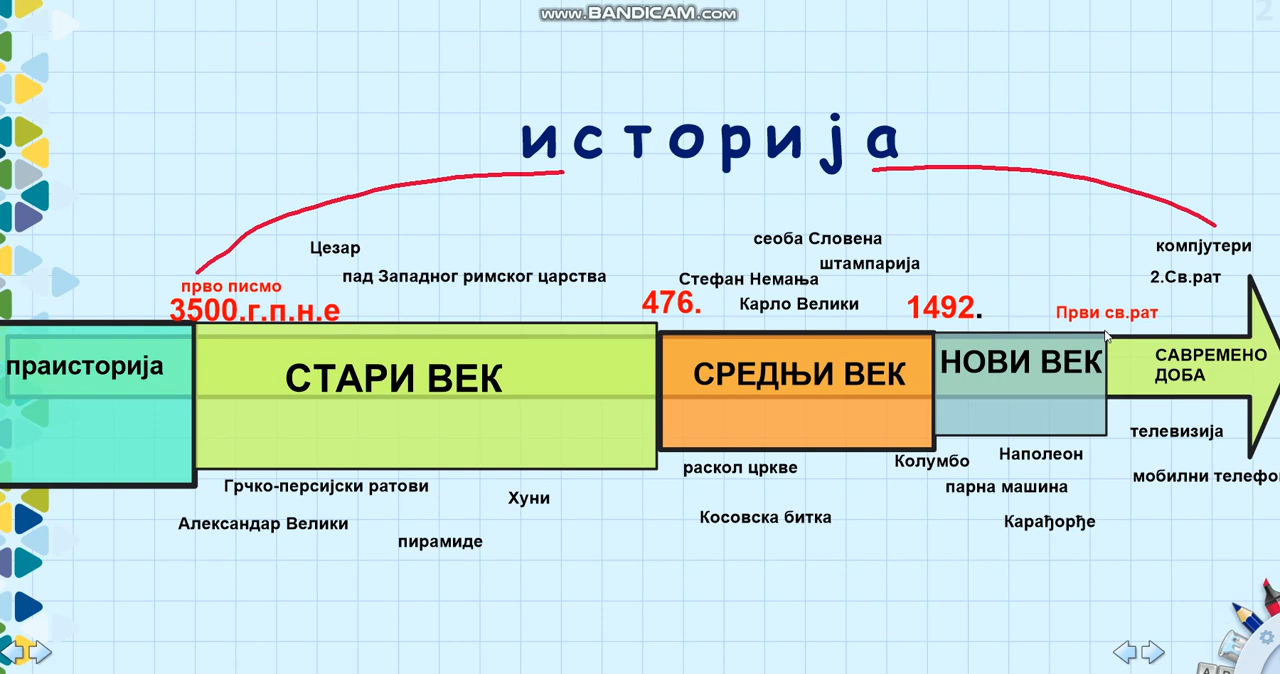 www.BANDICAM.com
2
историја
сеоба Словена
Цезар
компјутери
штампарија
пад Западног римског царства
Стефан Немања
2.Св.рат
прво писмо
476.
Карло Велики
1492.
3500.г.п.н.е
Први св.рат
праисторија
СТАРИ ВЕК
СРЕДЊИ ВЕК
НОВИ ВЕК
САВРЕМЕНО
ДОБА
телевизија
раскол цркве
Колумбо
Наполеон
мобилни телефо
Грчко-персијски ратови
Хуни
парна машина
Александар Велики
Косовска битка
Карађорђе
пирамиде